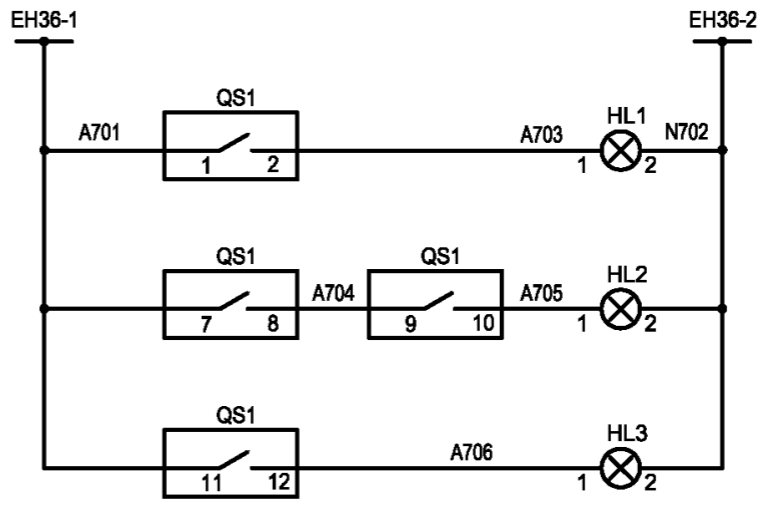 EH36-1 EH36-2
QS1
A701 A703 HL1 N702
1 2 1 2
QS1 QS1
A704 A705 HL2
7 8 9 10 1 2
QS1
A706 HL3
11 12 1 2